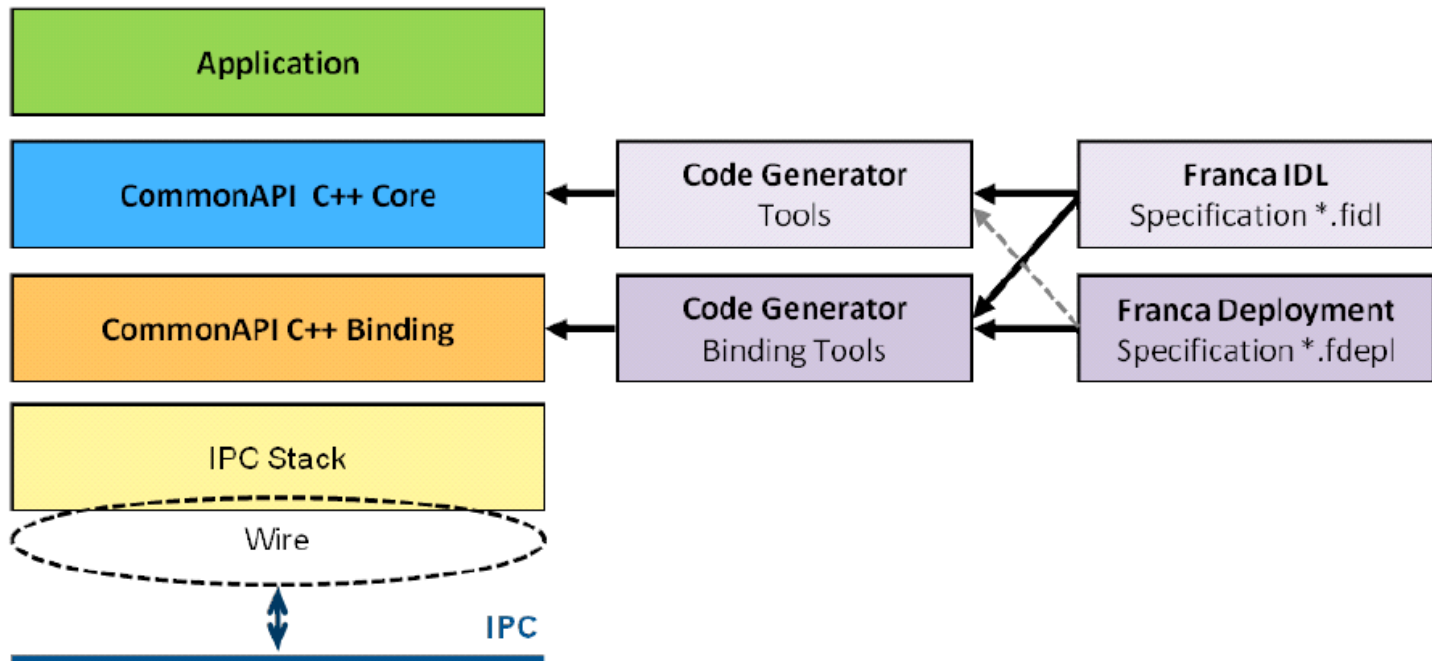 Application
CommonAPI C++ Core
Code Generator
Tools
Franca IDL
Specification *.fidl
CommonAPI C++ Binding
Code Generator
Binding Tools
Franca Deployment
Specification *.fdepl
IPC Stack
Wire
IPC